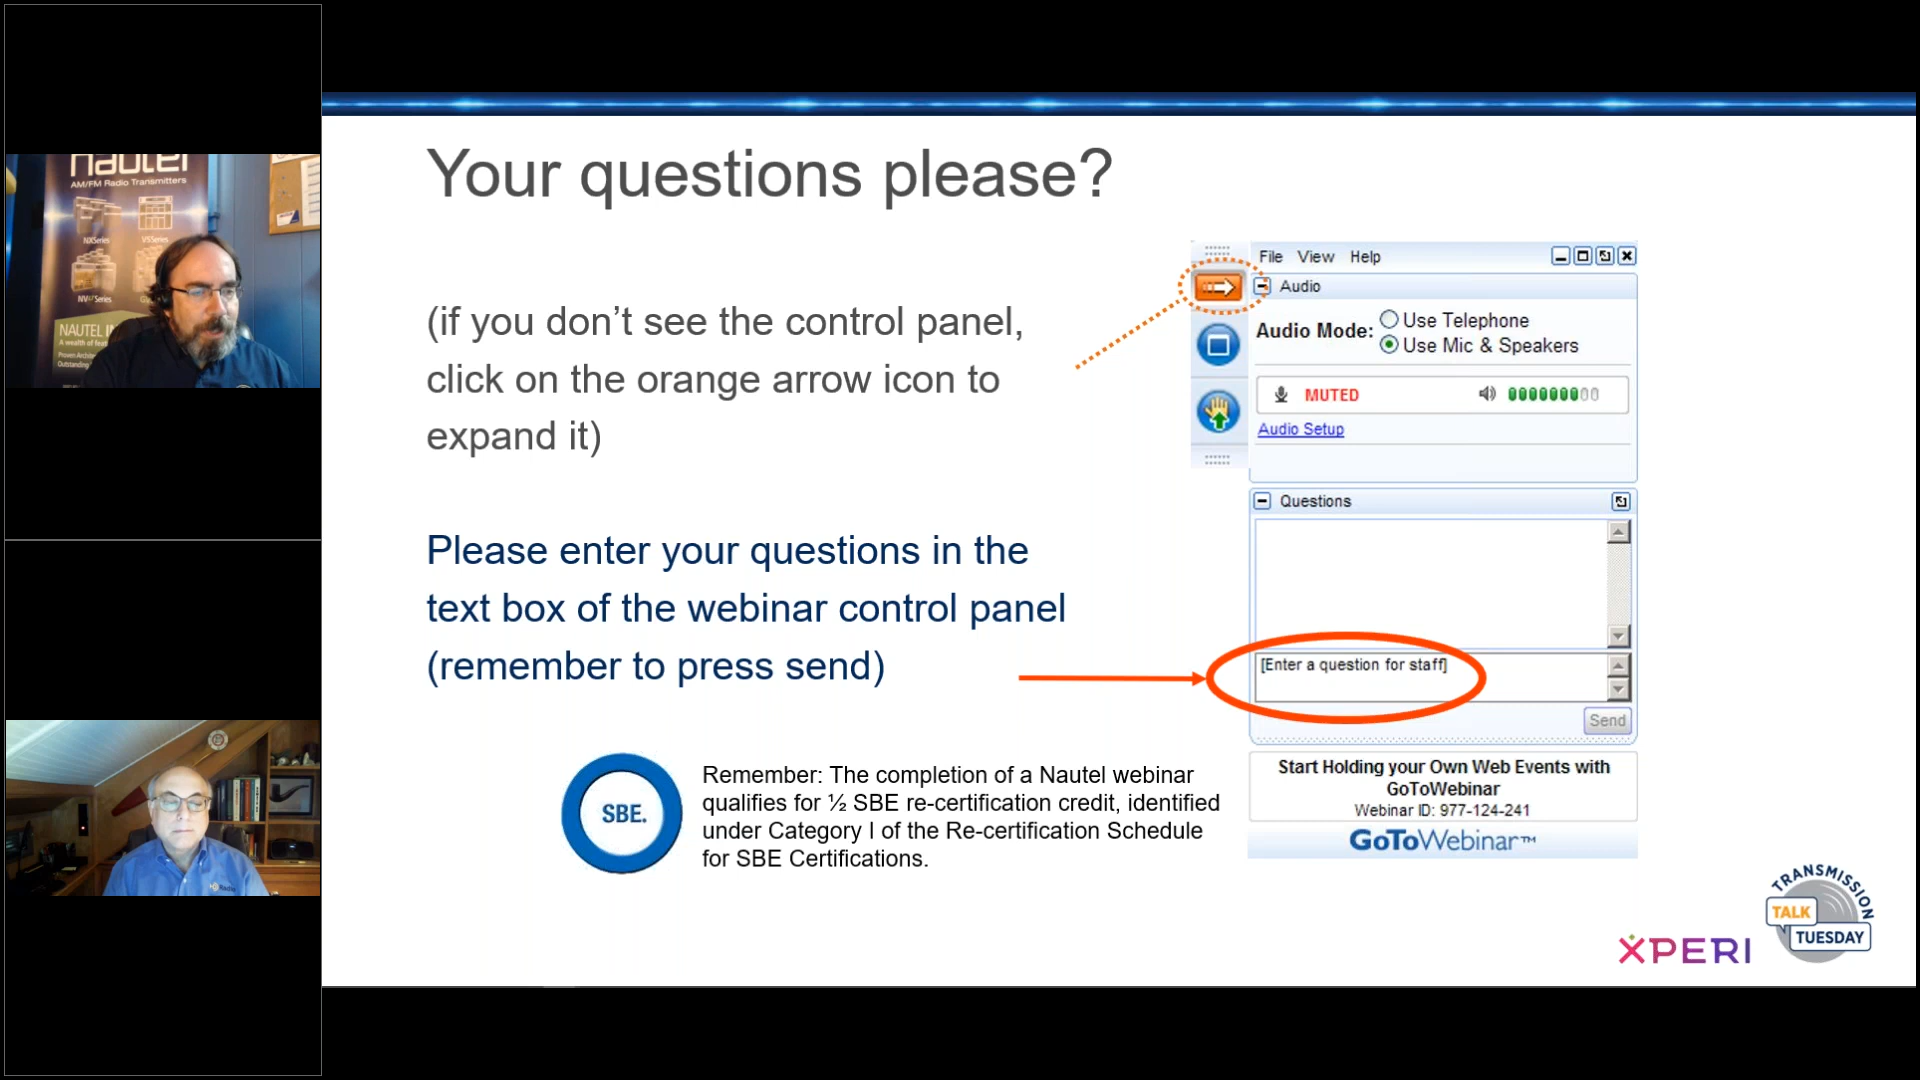 nautel
AM/FM Radio Transmitters
NXSeries
VSSeries
NVLT Series
NAUTEL
Your questions please?
(if you don’t see the control panel,
click on the orange arrow icon to
expand it)
Please enter your questions in the
text box of the webinar control panel
(remember to press send)
File View Help
Audio
Audio Mode:
Use Telephone
Use Mic & Speakers
MUTED
Audio Setup
Questions
[Enter a question for staff]
Send
Start Holding your Own Web Events with
GoToWebinar
Webinar ID: 977-124-241
GoToWebinar™
SBE.
Remember: The completion of a Nautel webinar
qualifies for ½ SBE re-certification credit, identified
under Category I of the Re-certification Schedule
for SBE Certifications.
XPERI
TRANSMISSION
TALK
TUESDAY